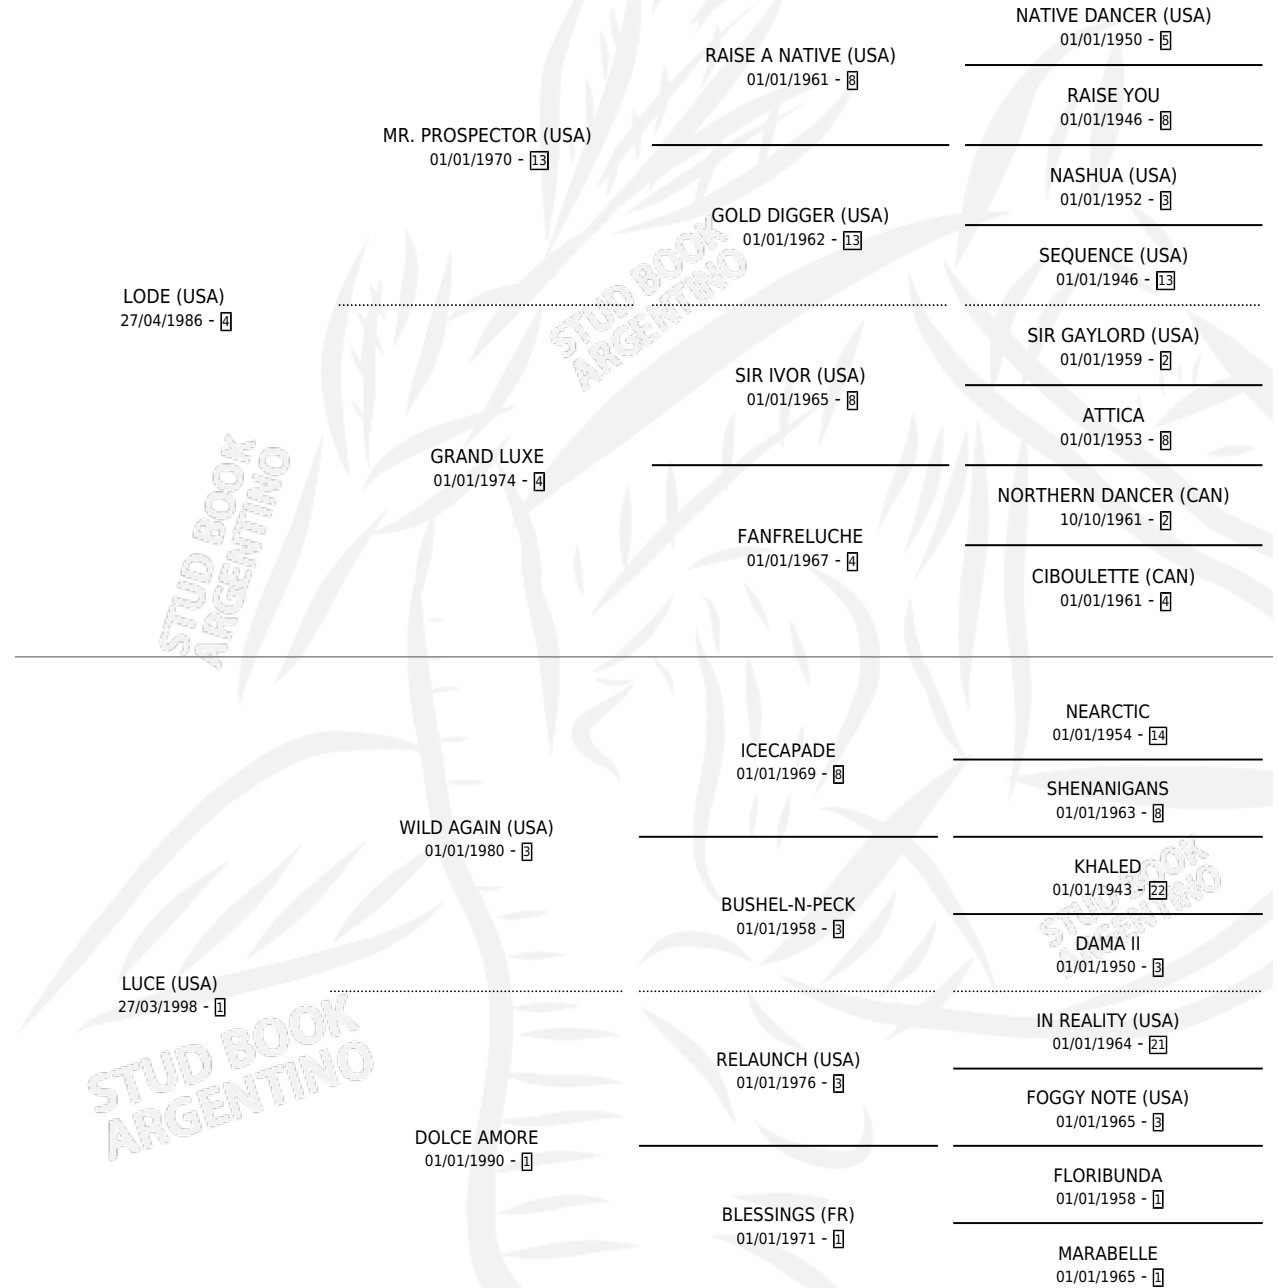 NATIVE DANCER (USA)
01/01/1950 - 5
RAISE A NATIVE (USA)
01/01/1961 - 8
RAISE YOU
01/01/1946 - 8
MR. PROSPECTOR (USA)
01/01/1970 - 13
NASHUA (USA)
01/01/1952 - 3
GOLD DIGGER (USA)
01/01/1962 - 13
SEQUENCE (USA)
01/01/1946 - 13
LODE (USA)
27/04/1986 - 4
STUD BOOK
ARGENTINO
SIR GAYLORD (USA)
01/01/1959 - 2
SIR IVOR (USA)
01/01/1965 - 8
ATTICA
01/01/1953 - 8
GRAND LUXE
01/01/1974 - 4
NORTHERN DANCER (CAN)
10/10/1961 - 2
FANFRELUCHE
01/01/1967 - 4
CIBOULETTE (CAN)
01/01/1961 - 4
STUD BOOK
ARGENTINO
NEARCTIC
01/01/1954 - 14
ICECAPADE
01/01/1969 - 8
SHENANIGANS
01/01/1963 - 8
WILD AGAIN (USA)
01/01/1980 - 3
KHALED
01/01/1943 - 22
BUSHEL-N-PECK
01/01/1958 - 3
STUD BOOK
ARGENTINO
DAMA II
01/01/1950 - 3
LUCE (USA)
27/03/1998 - 1
IN REALITY (USA)
01/01/1964 - 21
RELAUNCH (USA)
01/01/1976 - 3
FOGGY NOTE (USA)
01/01/1965 - 3
STUD BOOK
ARGENTINO
DOLCE AMORE
01/01/1990 - 1
FLORIBUNDA
01/01/1958 - 1
BLESSINGS (FR)
01/01/1971 - 1
MARABELLE
01/01/1965 - 1